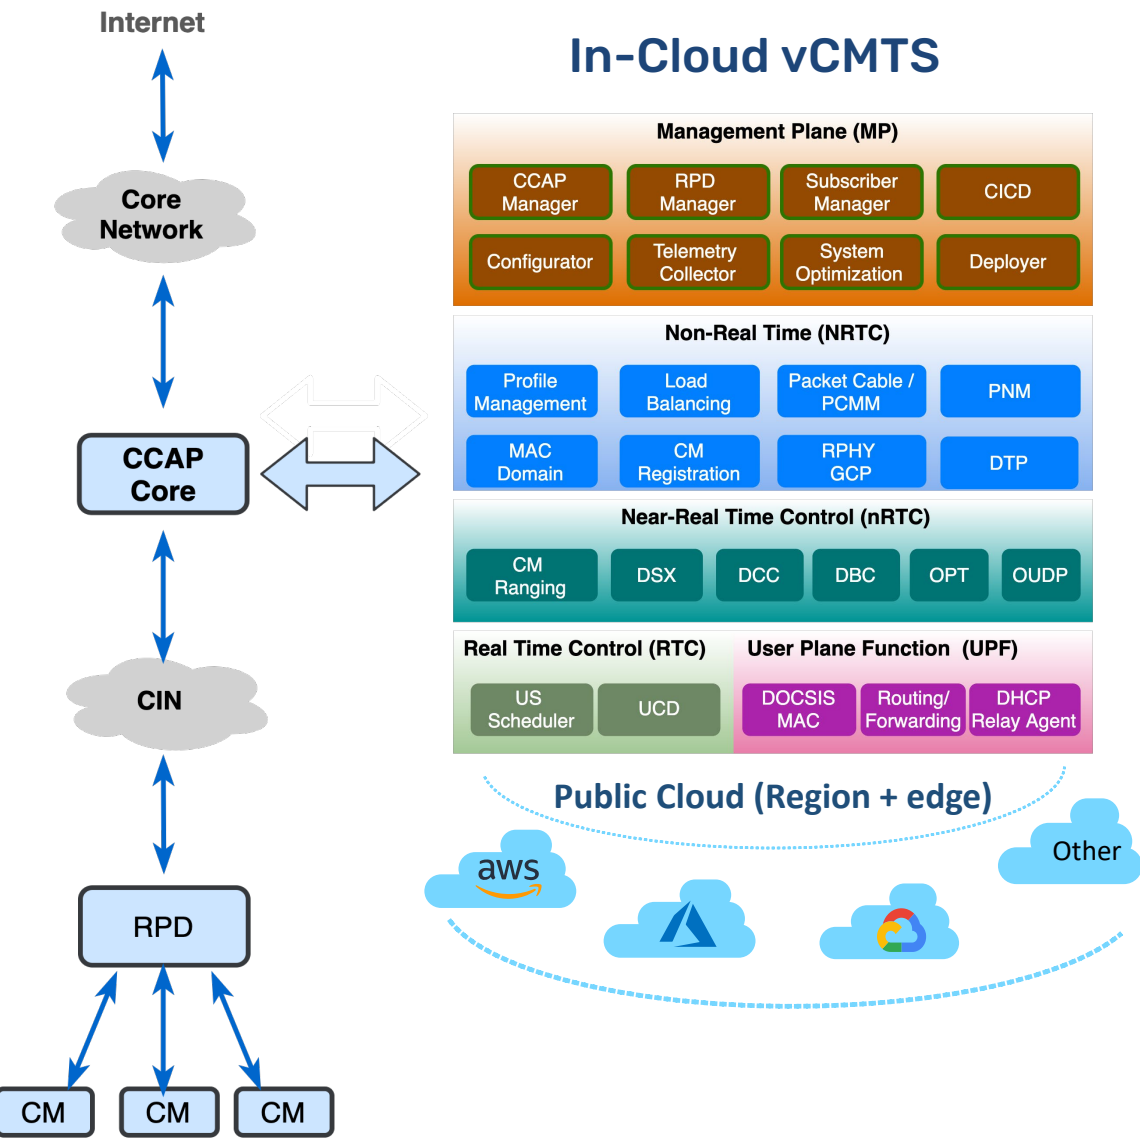 Internet
Core
Network
CCAP
Core
CIN
RPD
CM
CM
CM
In-Cloud vCMTS
Management Plane (MP)
CCAP
Manager
RPD
Manager
Subscriber
Manager
CICD
Configurator
Telemetry
Collector
System
Optimization
Deployer
Non-Real Time (NRTC)
Profile
Management
Load
Balancing
Packet Cable /
PCMM
PNM
MAC
Domain
CM
Registration
RPHY
GCP
DTP
Near-Real Time Control (nRTC)
CM
Ranging
DSX
DCC
DBC
OPT
OUDP
Real Time Control (RTC)
US
Scheduler
UCD
User Plane Function (UPF)
DOCSIS
MAC
Routing/
Forwarding
DHCP
Relay Agent
Public Cloud (Region + edge)
aws
Other